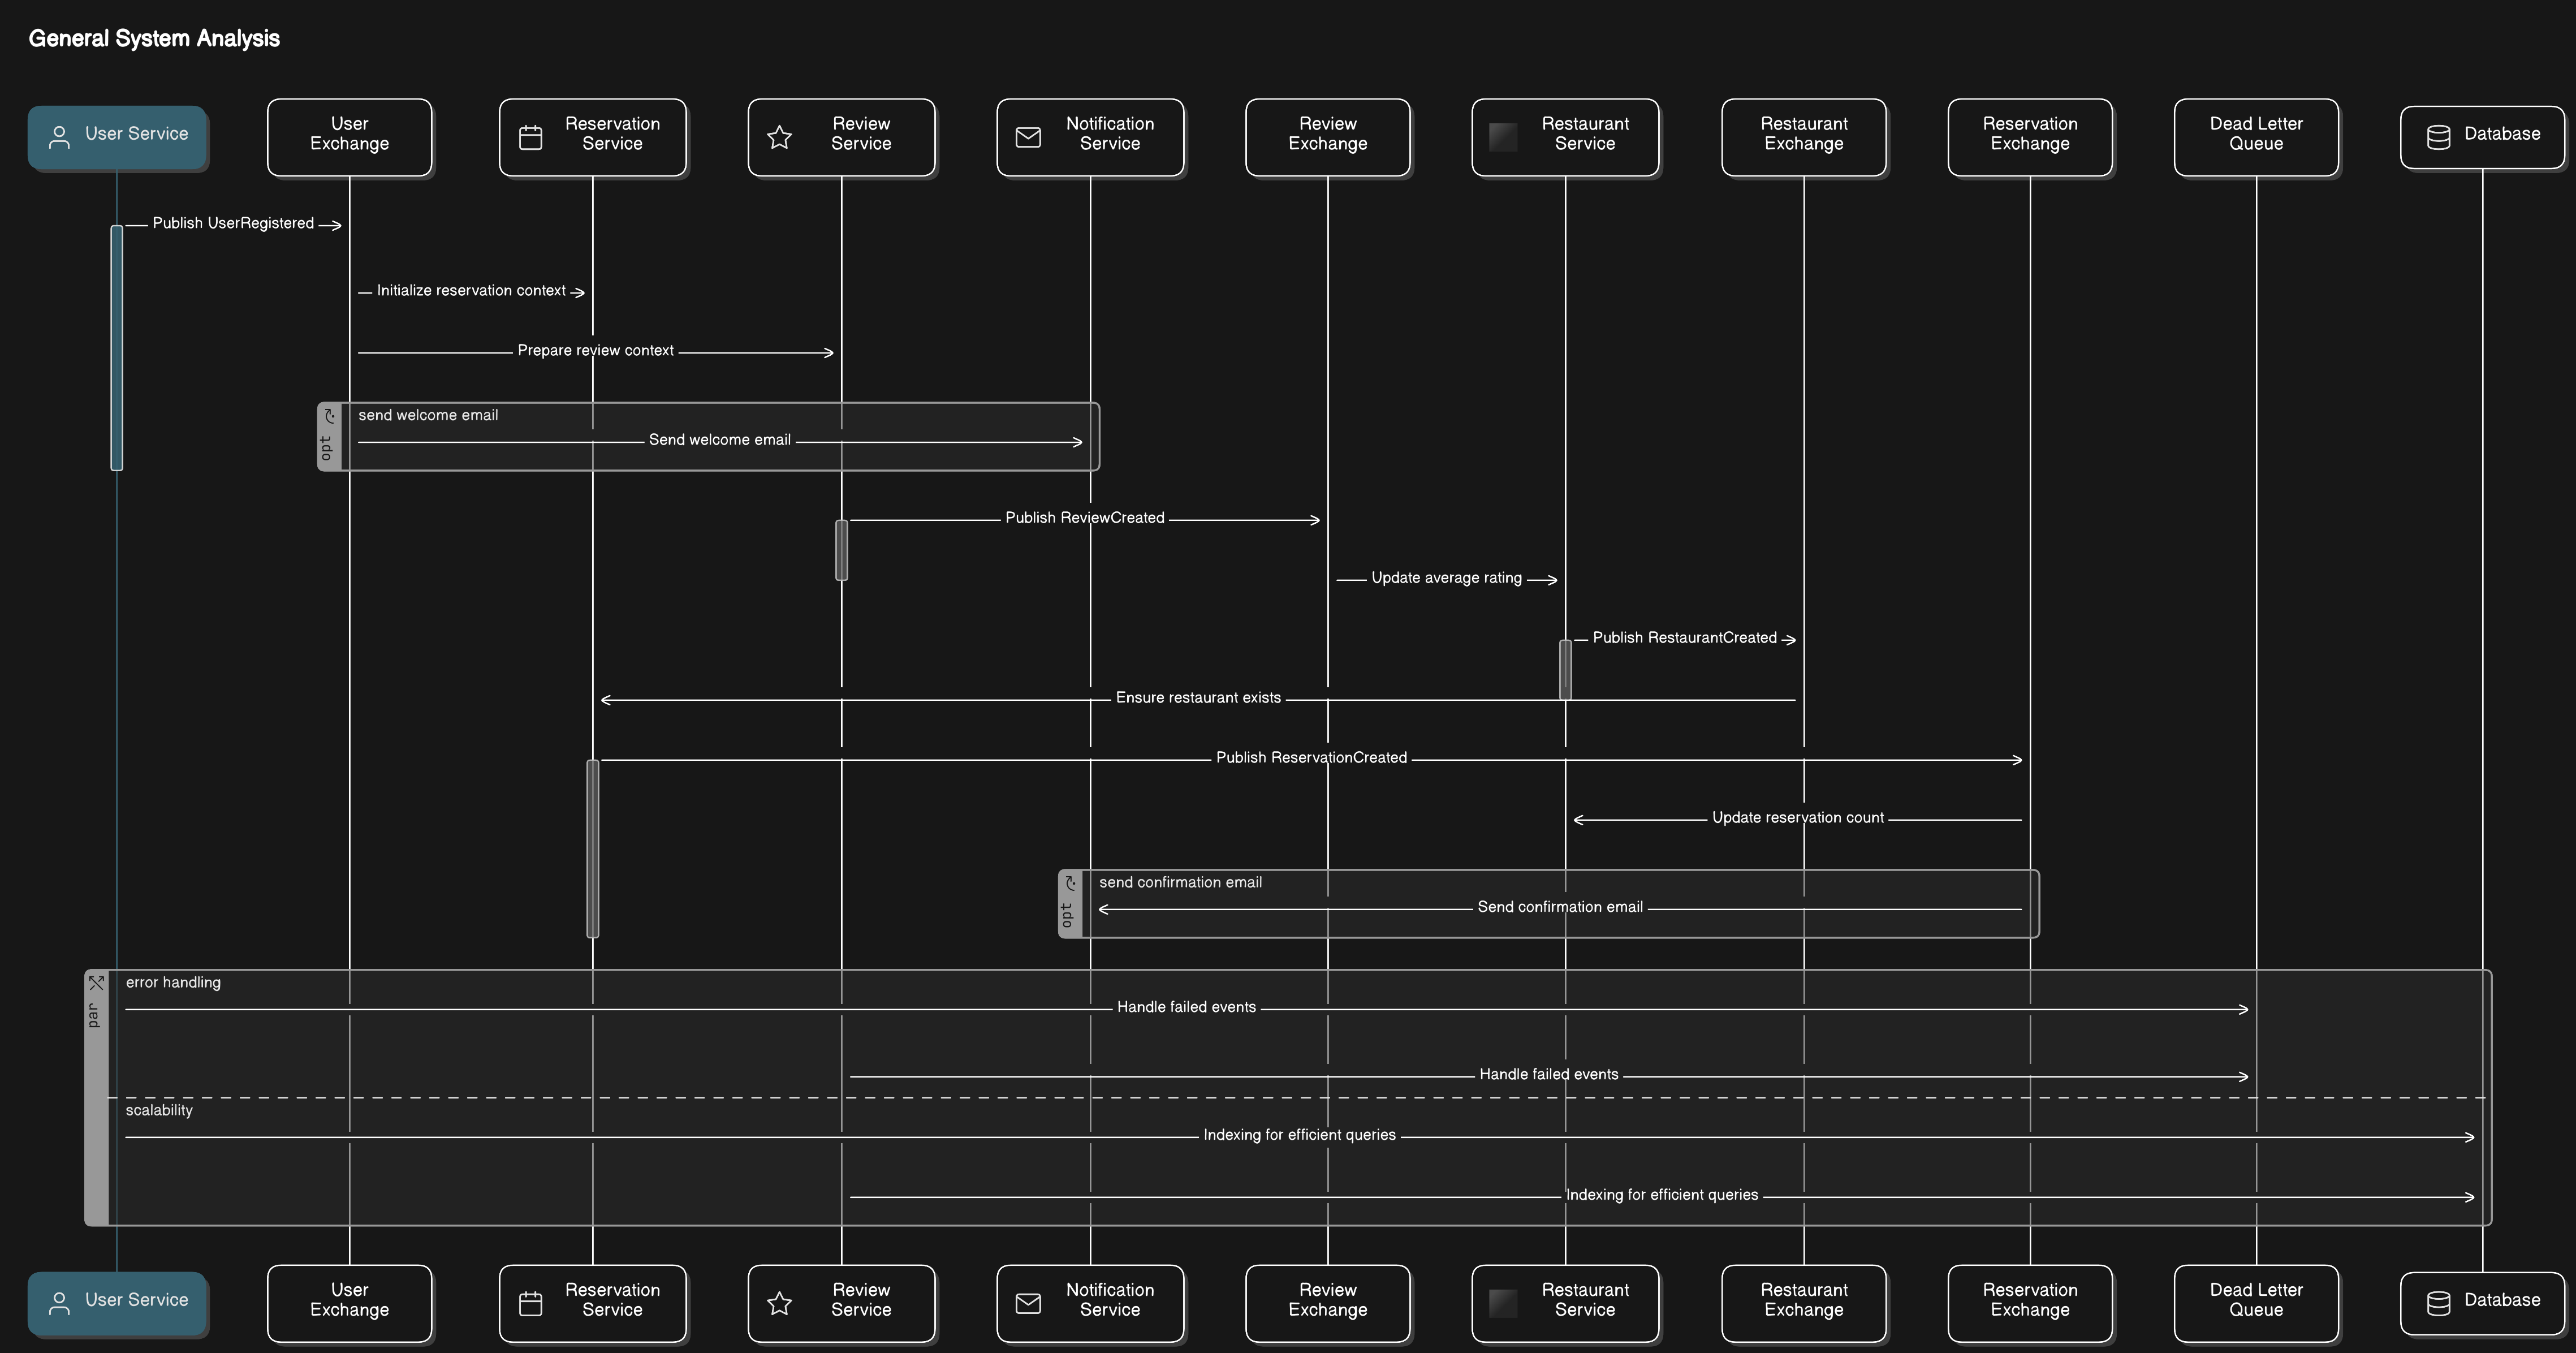 General System Analysis
User Service
User
Exchange
Reservation
Service
Review
Service
Notification
Service
Review
Exchange
Restaurant
Service
Restaurant
Exchange
Reservation
Exchange
Dead Letter
Queue
Database
Publish UserRegistered
Initialize reservation context
Prepare review context
opt
send welcome email
Send welcome email
Publish ReviewCreated
Update average rating
Publish RestaurantCreated
Ensure restaurant exists
Publish ReservationCreated
Update reservation count
opt
send confirmation email
Send confirmation email
par
error handling
Handle failed events
Handle failed events
scalability
Indexing for efficient queries
Indexing for efficient queries
User Service
User
Exchange
Reservation
Service
Review
Service
Notification
Service
Review
Exchange
Restaurant
Service
Restaurant
Exchange
Reservation
Exchange
Dead Letter
Queue
Database